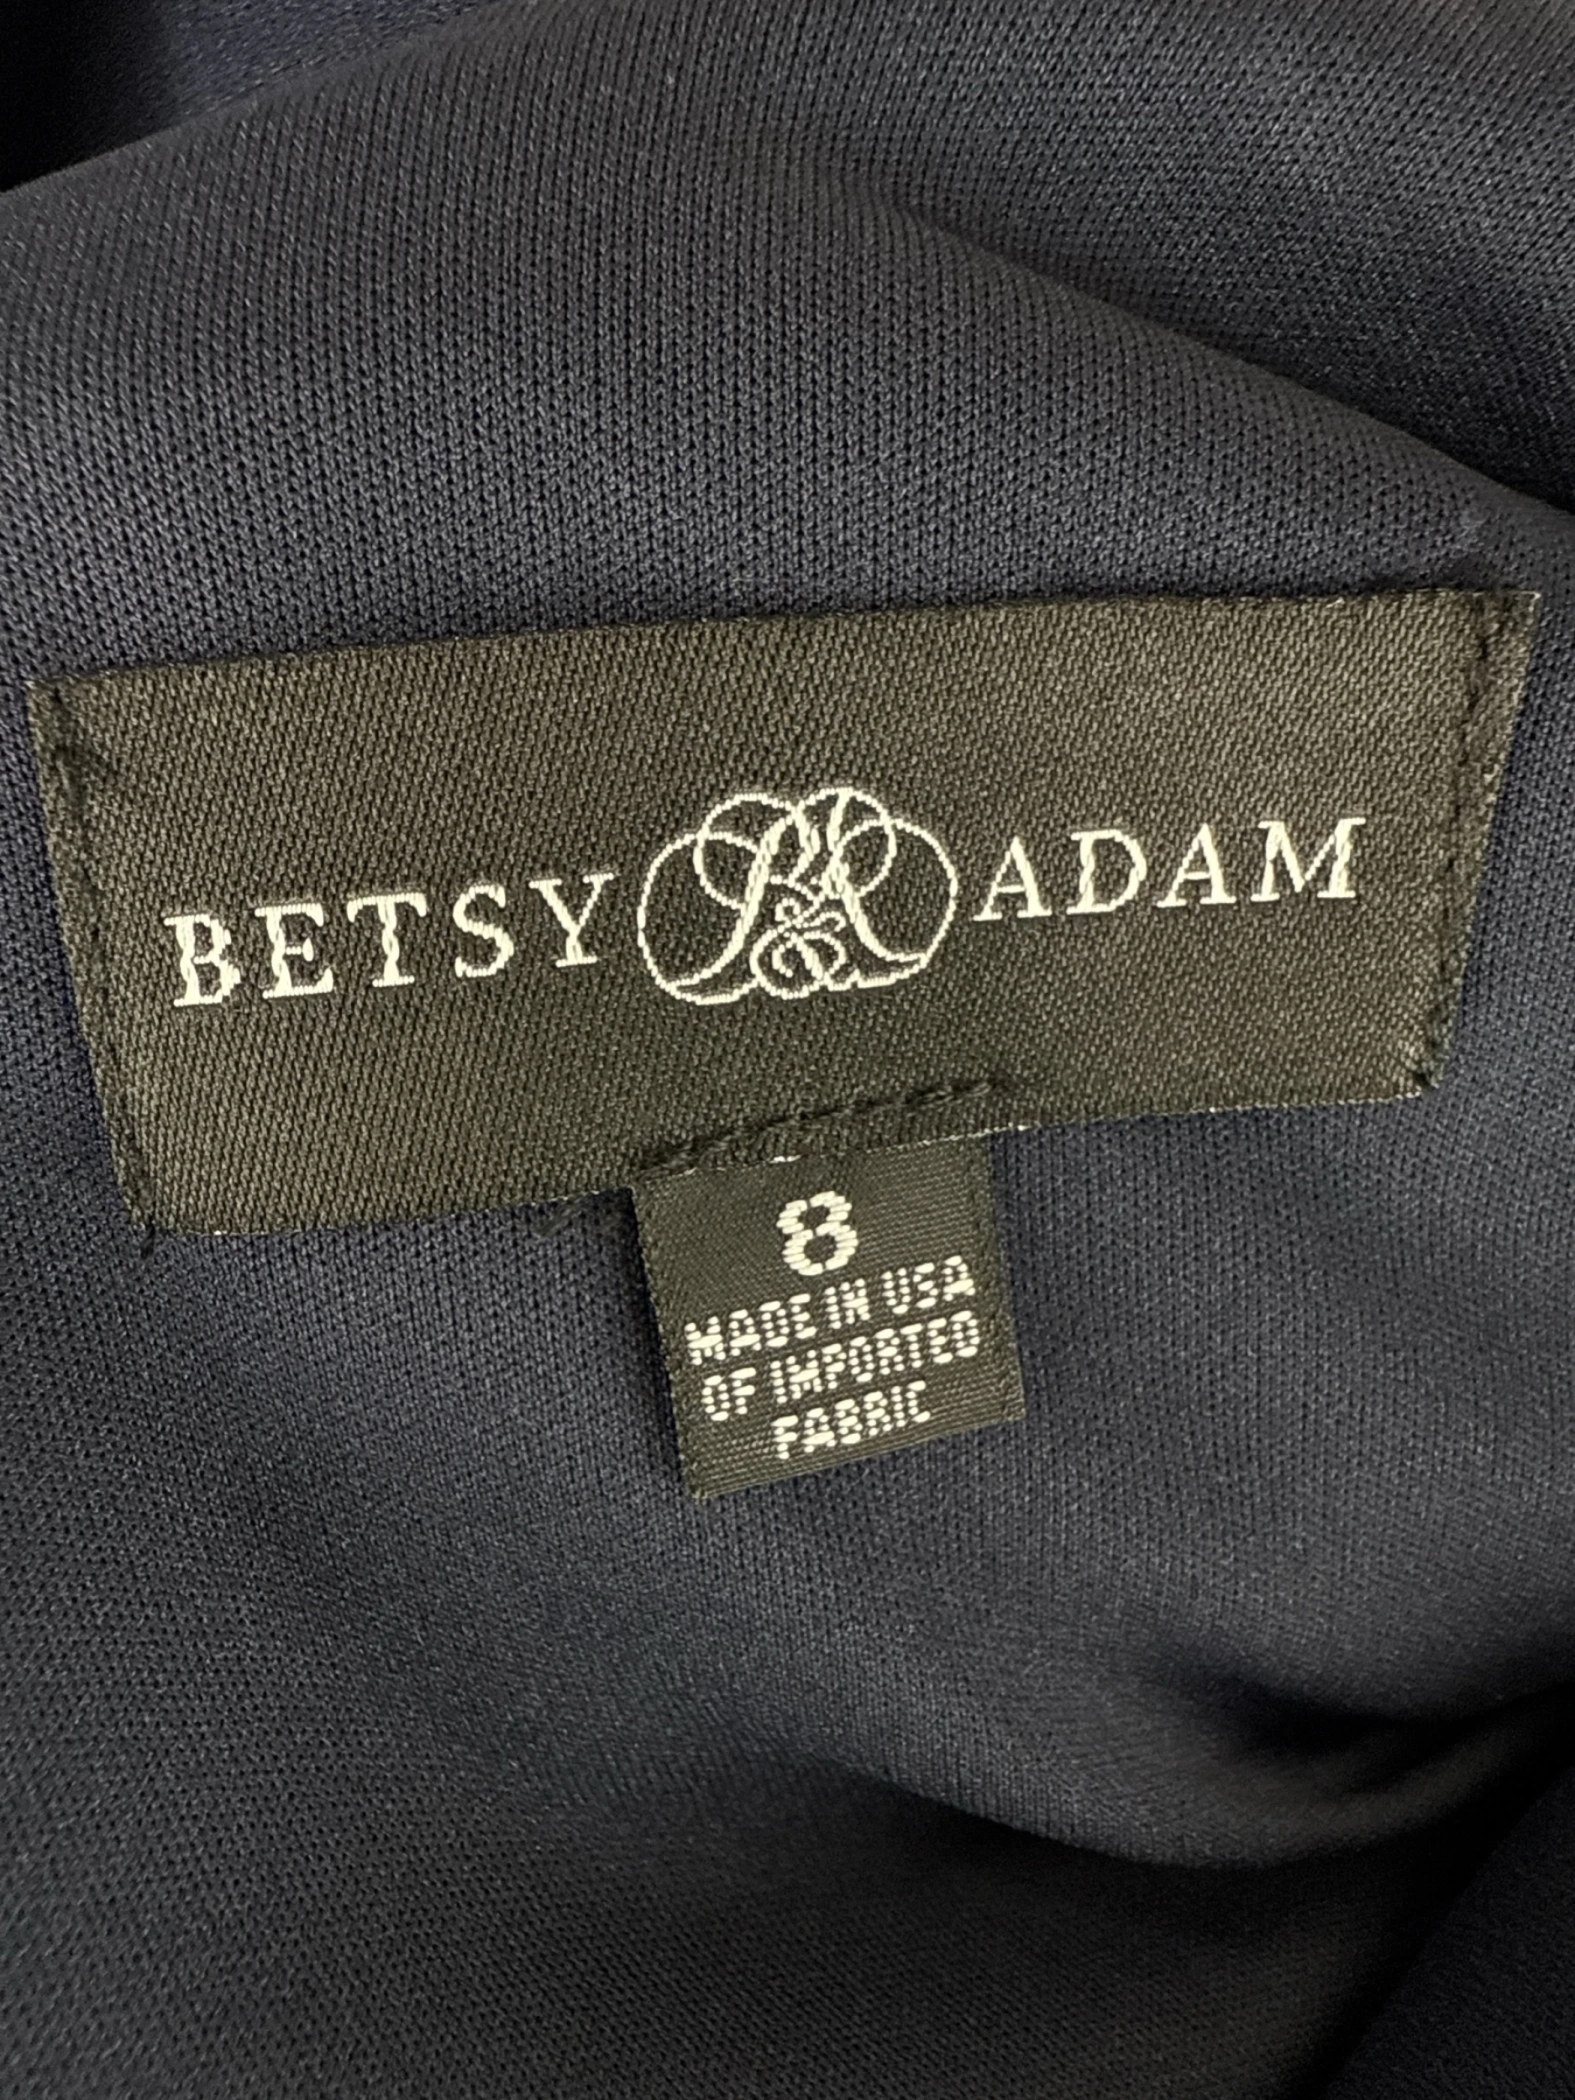 BETSY ADAM
8
MADE IN USA
OF IMPORTED
FABRIC